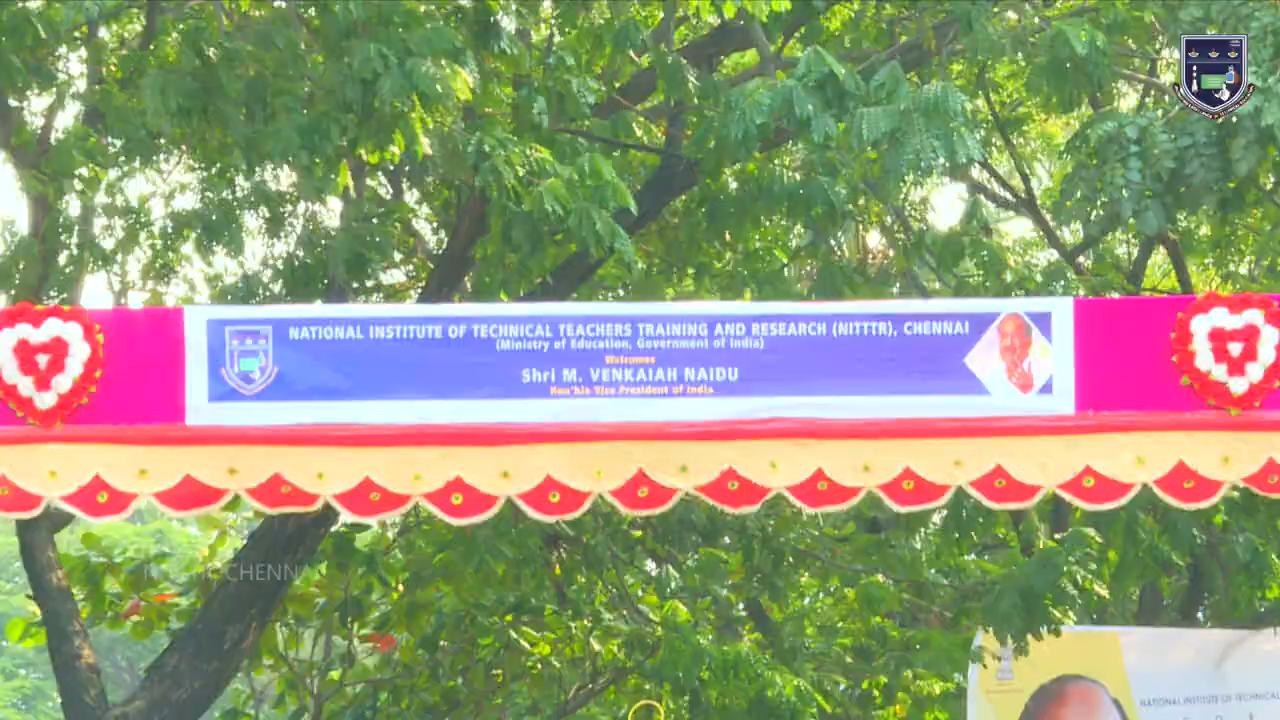 NATIONAL INSTITUTE OF TECHNICAL TEACHERS TRAINING AND RESEARCH (NITTTR), CHENNAI
(Ministry of Education, Government of India)
Welcomes
Shri M. VENKAIAH NAIDU
Hon'ble Vice President of India
CHENNAI
NATIONAL INSTITUTE OF TECHNICAL